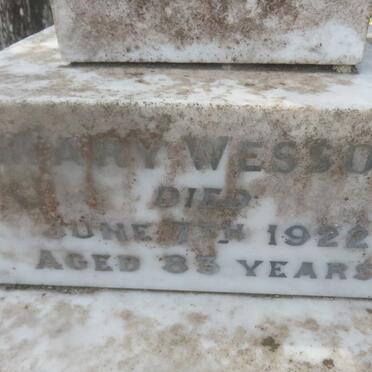 MARY WESSO
DIED
JUNE 7TH 1922
AGED 85 YEARS